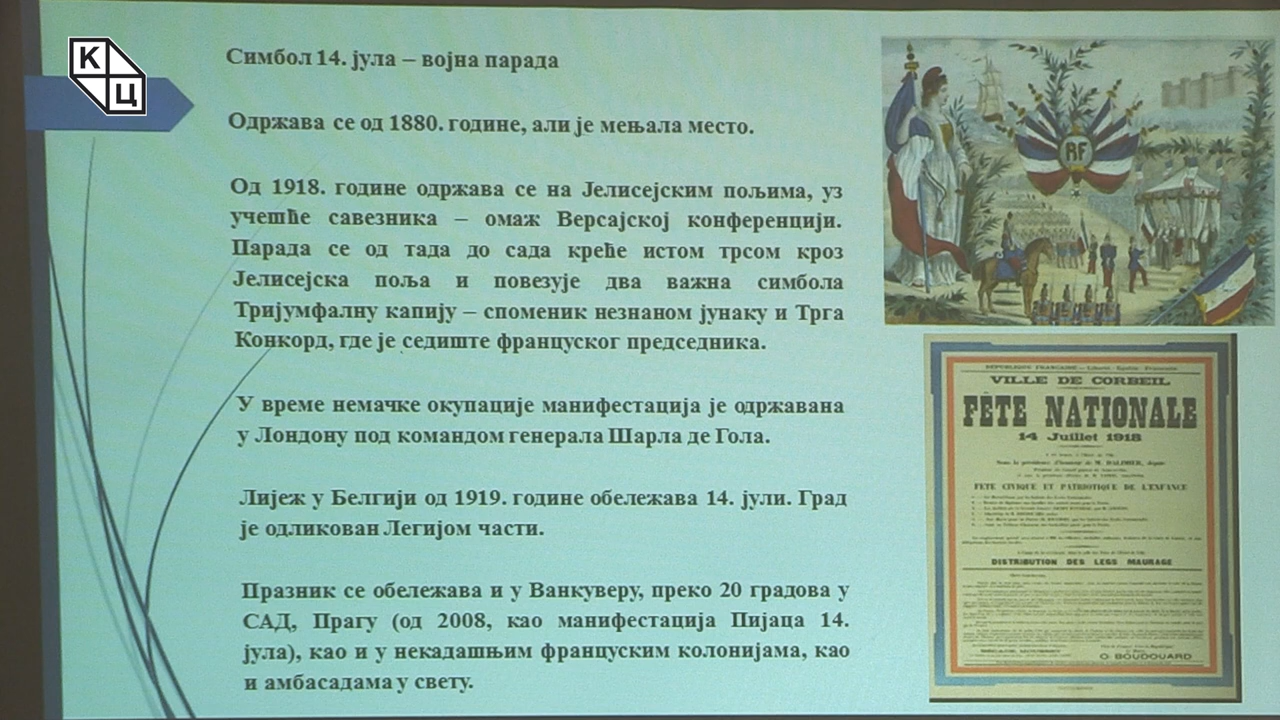 К
Ц
Симбол 14. јула – војна парада
Одржава се од 1880. године, али је мењала место.
Од 1918. године одржава се на Јелисејским пољима, уз
учешће савезника – омаж Версајској конференцији.
Парада се од тада до сада креће истом трсом кроз
Јелисејска поља и повезује два важна симбола
Тријумфалну капију – споменик незнаном јунаку и Трга
Конкорд, где је седиште француског председника.
У време немачке окупације манифестација је одржавана
у Лондону под командом генерала Шарла де Гола.
Лијеж у Белгији од 1919. године обележава 14. јули. Град
је одликован Легијом части.
Празник се обележава и у Ванкуверу, преко 20 градова у
САД, Прагу (од 2008, као манифестација Пијаца 14.
јула), као и у некадашњим француским колонијама, као
и амбасадама у свету.
RF
RÉPUBLIQUE FRANÇAISE – Liberté - Égalité - Fraternité
VILLE DE CORBEIL
FÊTE NATIONALE
14 Juillet 1918
FÊTE CIVIQUE ET PATRIOTIQUE DE L'ENFANCE
DISTRIBUTION DES LEGS MAURAGE
O. BOUDOUARD